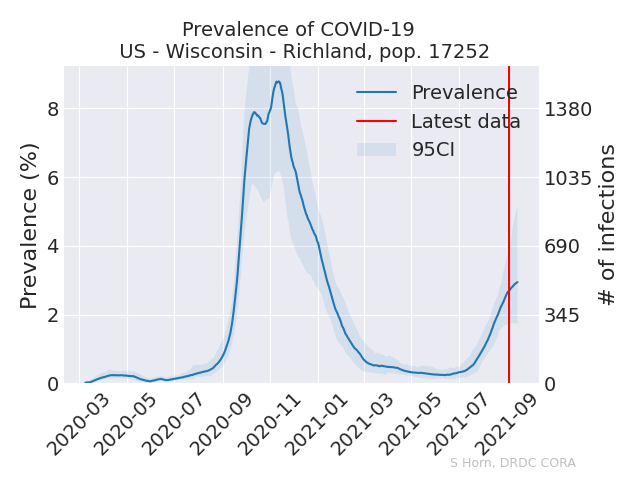 Prevalence of COVID-19
US - Wisconsin - Richland, pop. 17252
Prevalence
Latest data
95CI
Prevalence (%)
8
6
4
2
0
# of infections
1380
1035
690
345
0
2020-03
2020-05
2020-07
2020-09
2020-11
2021-01
2021-03
2021-05
2021-07
2021-09
S Horn, DRDC CORA